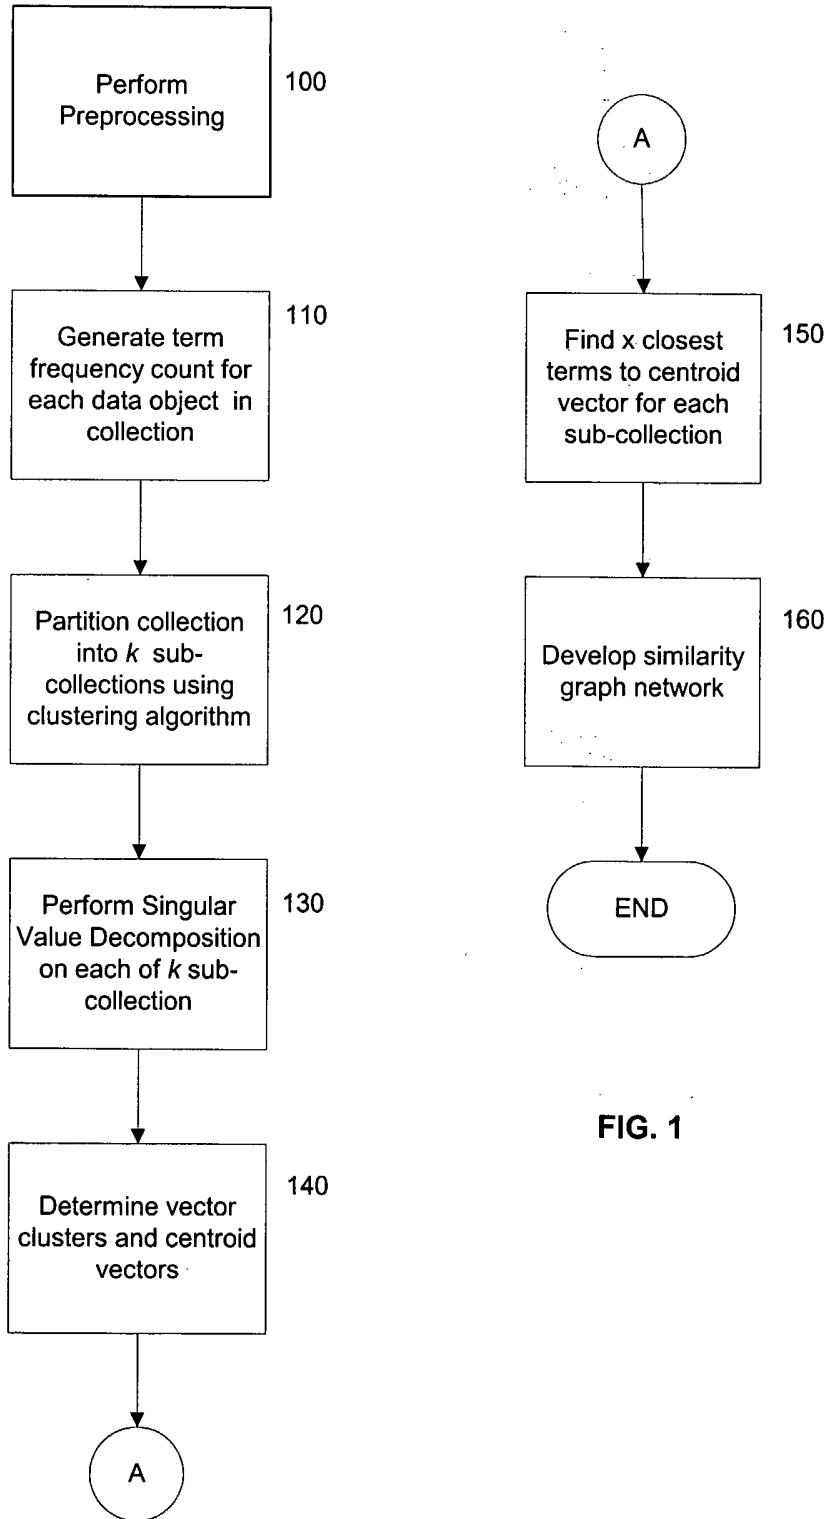 Perform
Preprocessing
100
Generate term
frequency count for
each data object in
collection
110
Partition collection
into k sub-
collections using
clustering algorithm
120
Perform Singular
Value Decomposition
on each of k sub-
collection
130
Determine vector
clusters and centroid
vectors
140
A
A
Find x closest
terms to centroid
vector for each
sub-collection
150
Develop similarity
graph network
160
END
FIG. 1